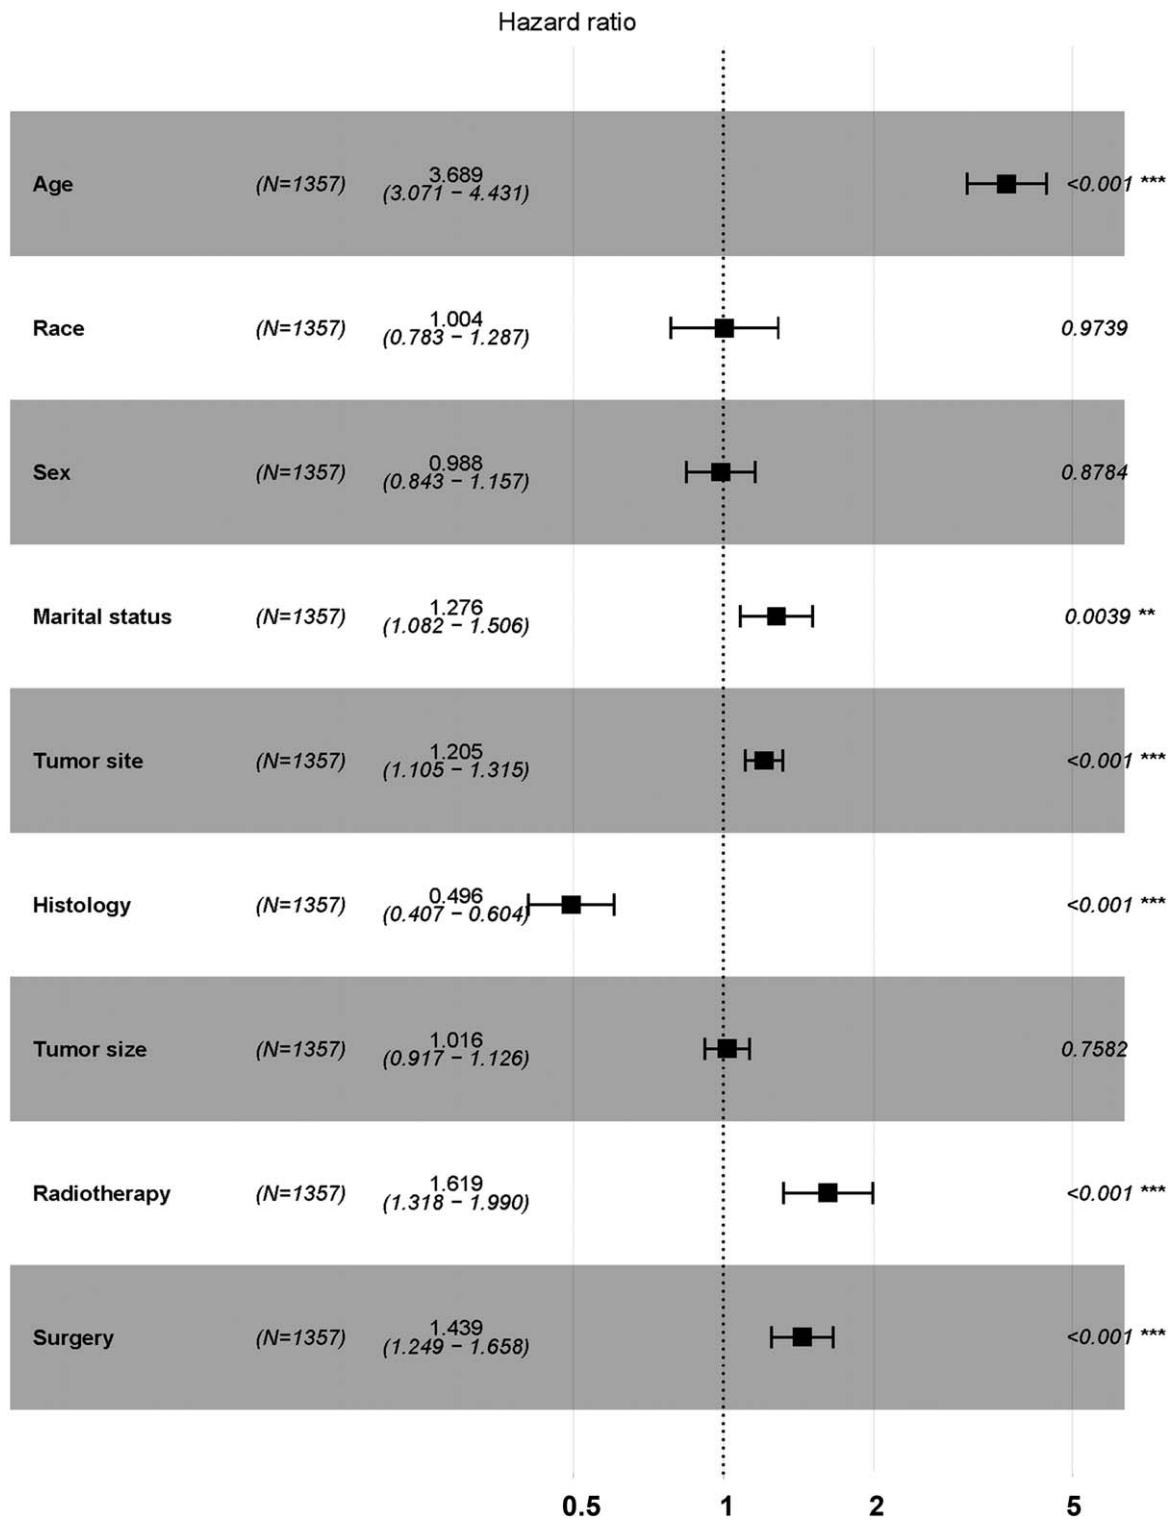 Hazard ratio
Age (N=1357) 3.689 <0.001 ***
(3.071 – 4.431)
Race (N=1357) 1.004 0.9739
(0.783 – 1.287)
Sex (N=1357) 0.988 0.8784
(0.843 – 1.157)
Marital status (N=1357) 1.276 0.0039 **
(1.082 – 1.506)
Tumor site (N=1357) 1.205 <0.001 ***
(1.105 – 1.315)
Histology (N=1357) 0.496 <0.001 ***
(0.407 – 0.604)
Tumor size (N=1357) 1.016 0.7582
(0.917 – 1.126)
Radiotherapy (N=1357) 1.619 <0.001 ***
(1.318 – 1.990)
Surgery (N=1357) 1.439 <0.001 ***
(1.249 – 1.658)
0.5 1 2 5